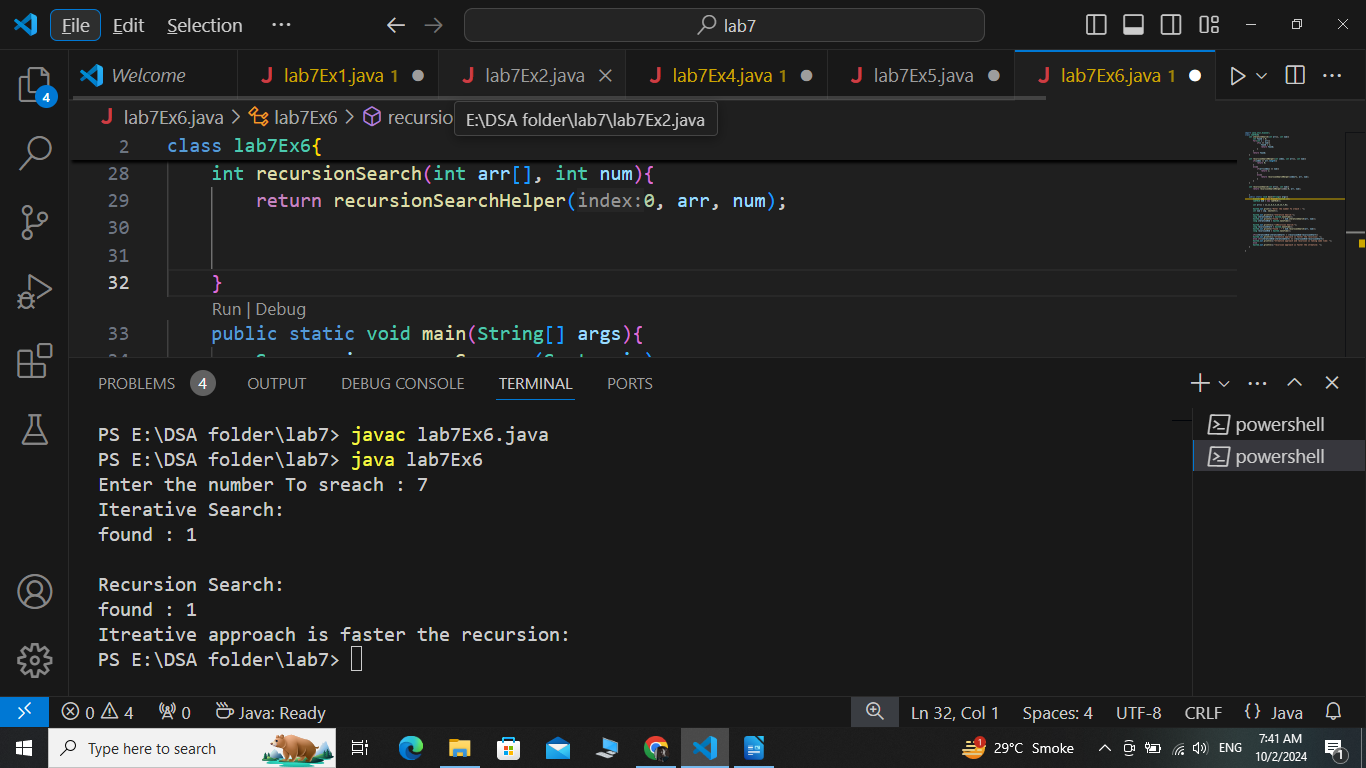 File Edit Selection ··· lab7
Welcome lab7Ex1.java 1 lab7Ex2.java lab7Ex4.java 1 lab7Ex5.java lab7Ex6.java 1
lab7Ex6.java > lab7Ex6 > recursio
E:\DSA folder\lab7\lab7Ex2.java
2 class lab7Ex6{
28 int recursionSearch(int arr[], int num){
29 return recursionSearchHelper(index:0, arr, num);
30
31
32 }
Run | Debug
33 public static void main(String[] args){
PROBLEMS 4 OUTPUT DEBUG CONSOLE TERMINAL PORTS
PS E:\DSA folder\lab7> javac lab7Ex6.java
PS E:\DSA folder\lab7> java lab7Ex6
Enter the number To sreach : 7
Iterative Search:
found : 1
Recursion Search:
found : 1
Itreative approach is faster the recursion:
PS E:\DSA folder\lab7>
powershell
powershell
4
0 4 0 Java: Ready Ln 32, Col 1 Spaces: 4 UTF-8 CRLF {} Java
Type here to search 29°C Smoke ENG 7:41 AM
10/2/2024 1